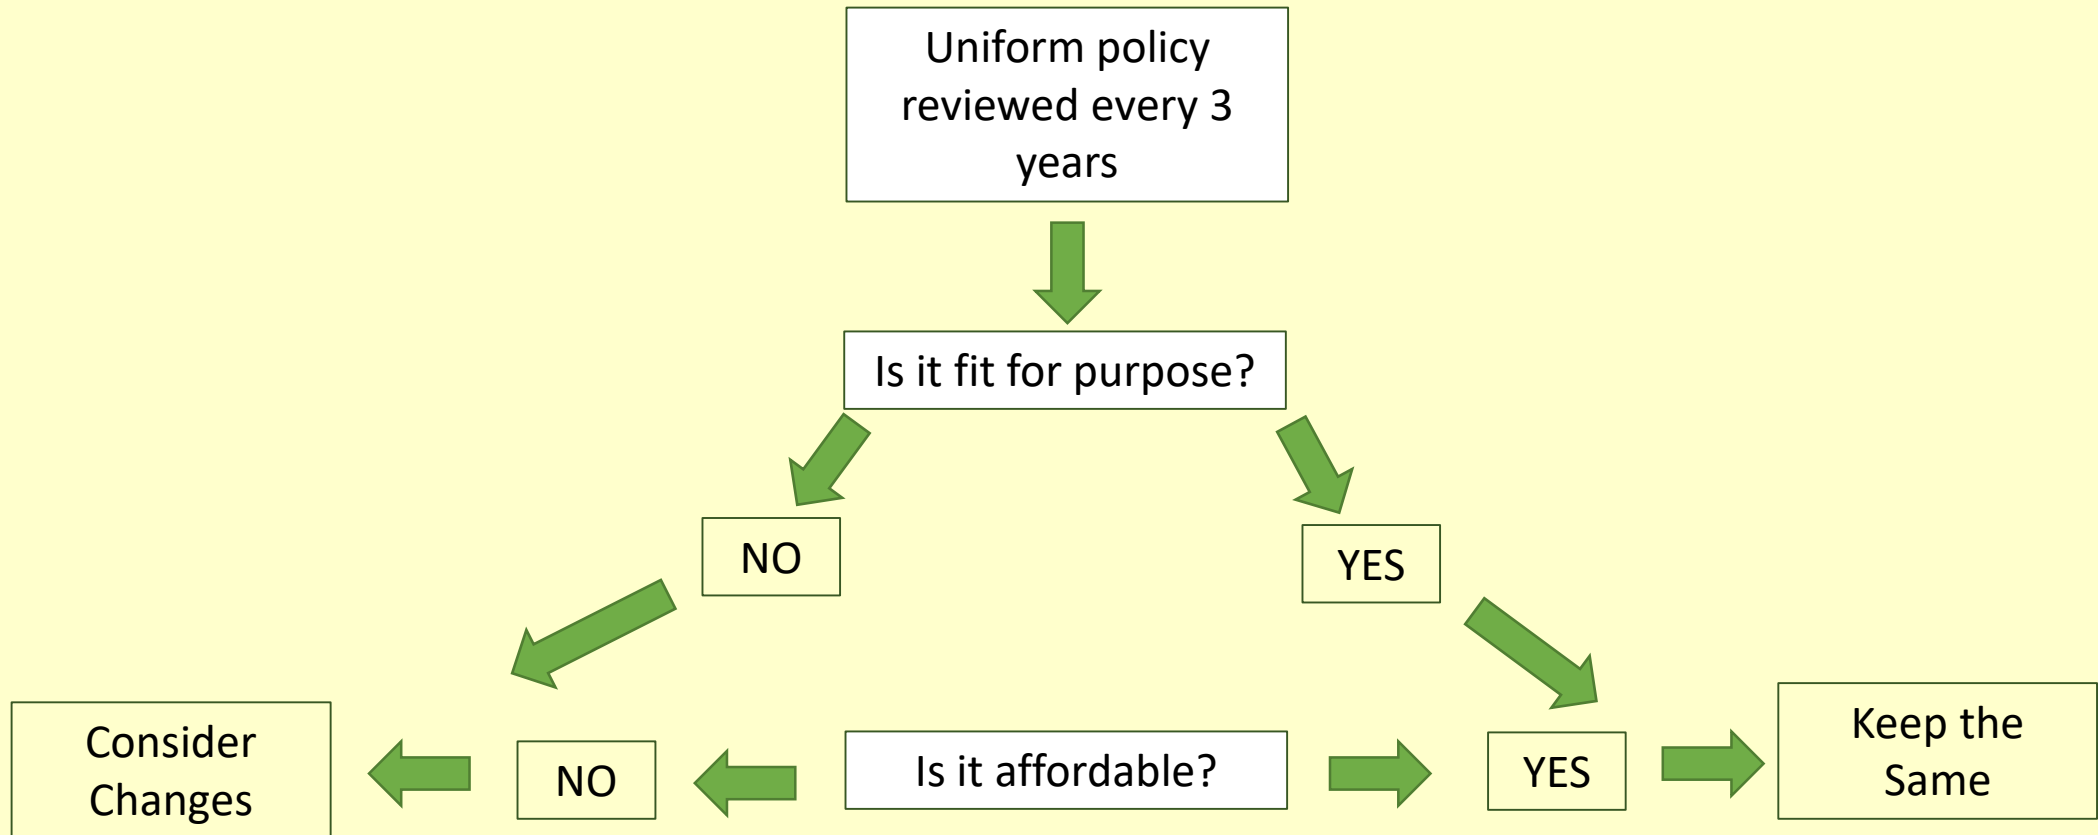 Uniform policy
reviewed every 3
years
Is it fit for purpose?
NO
YES
Consider
Changes
NO
Is it affordable?
YES
Keep the
Same